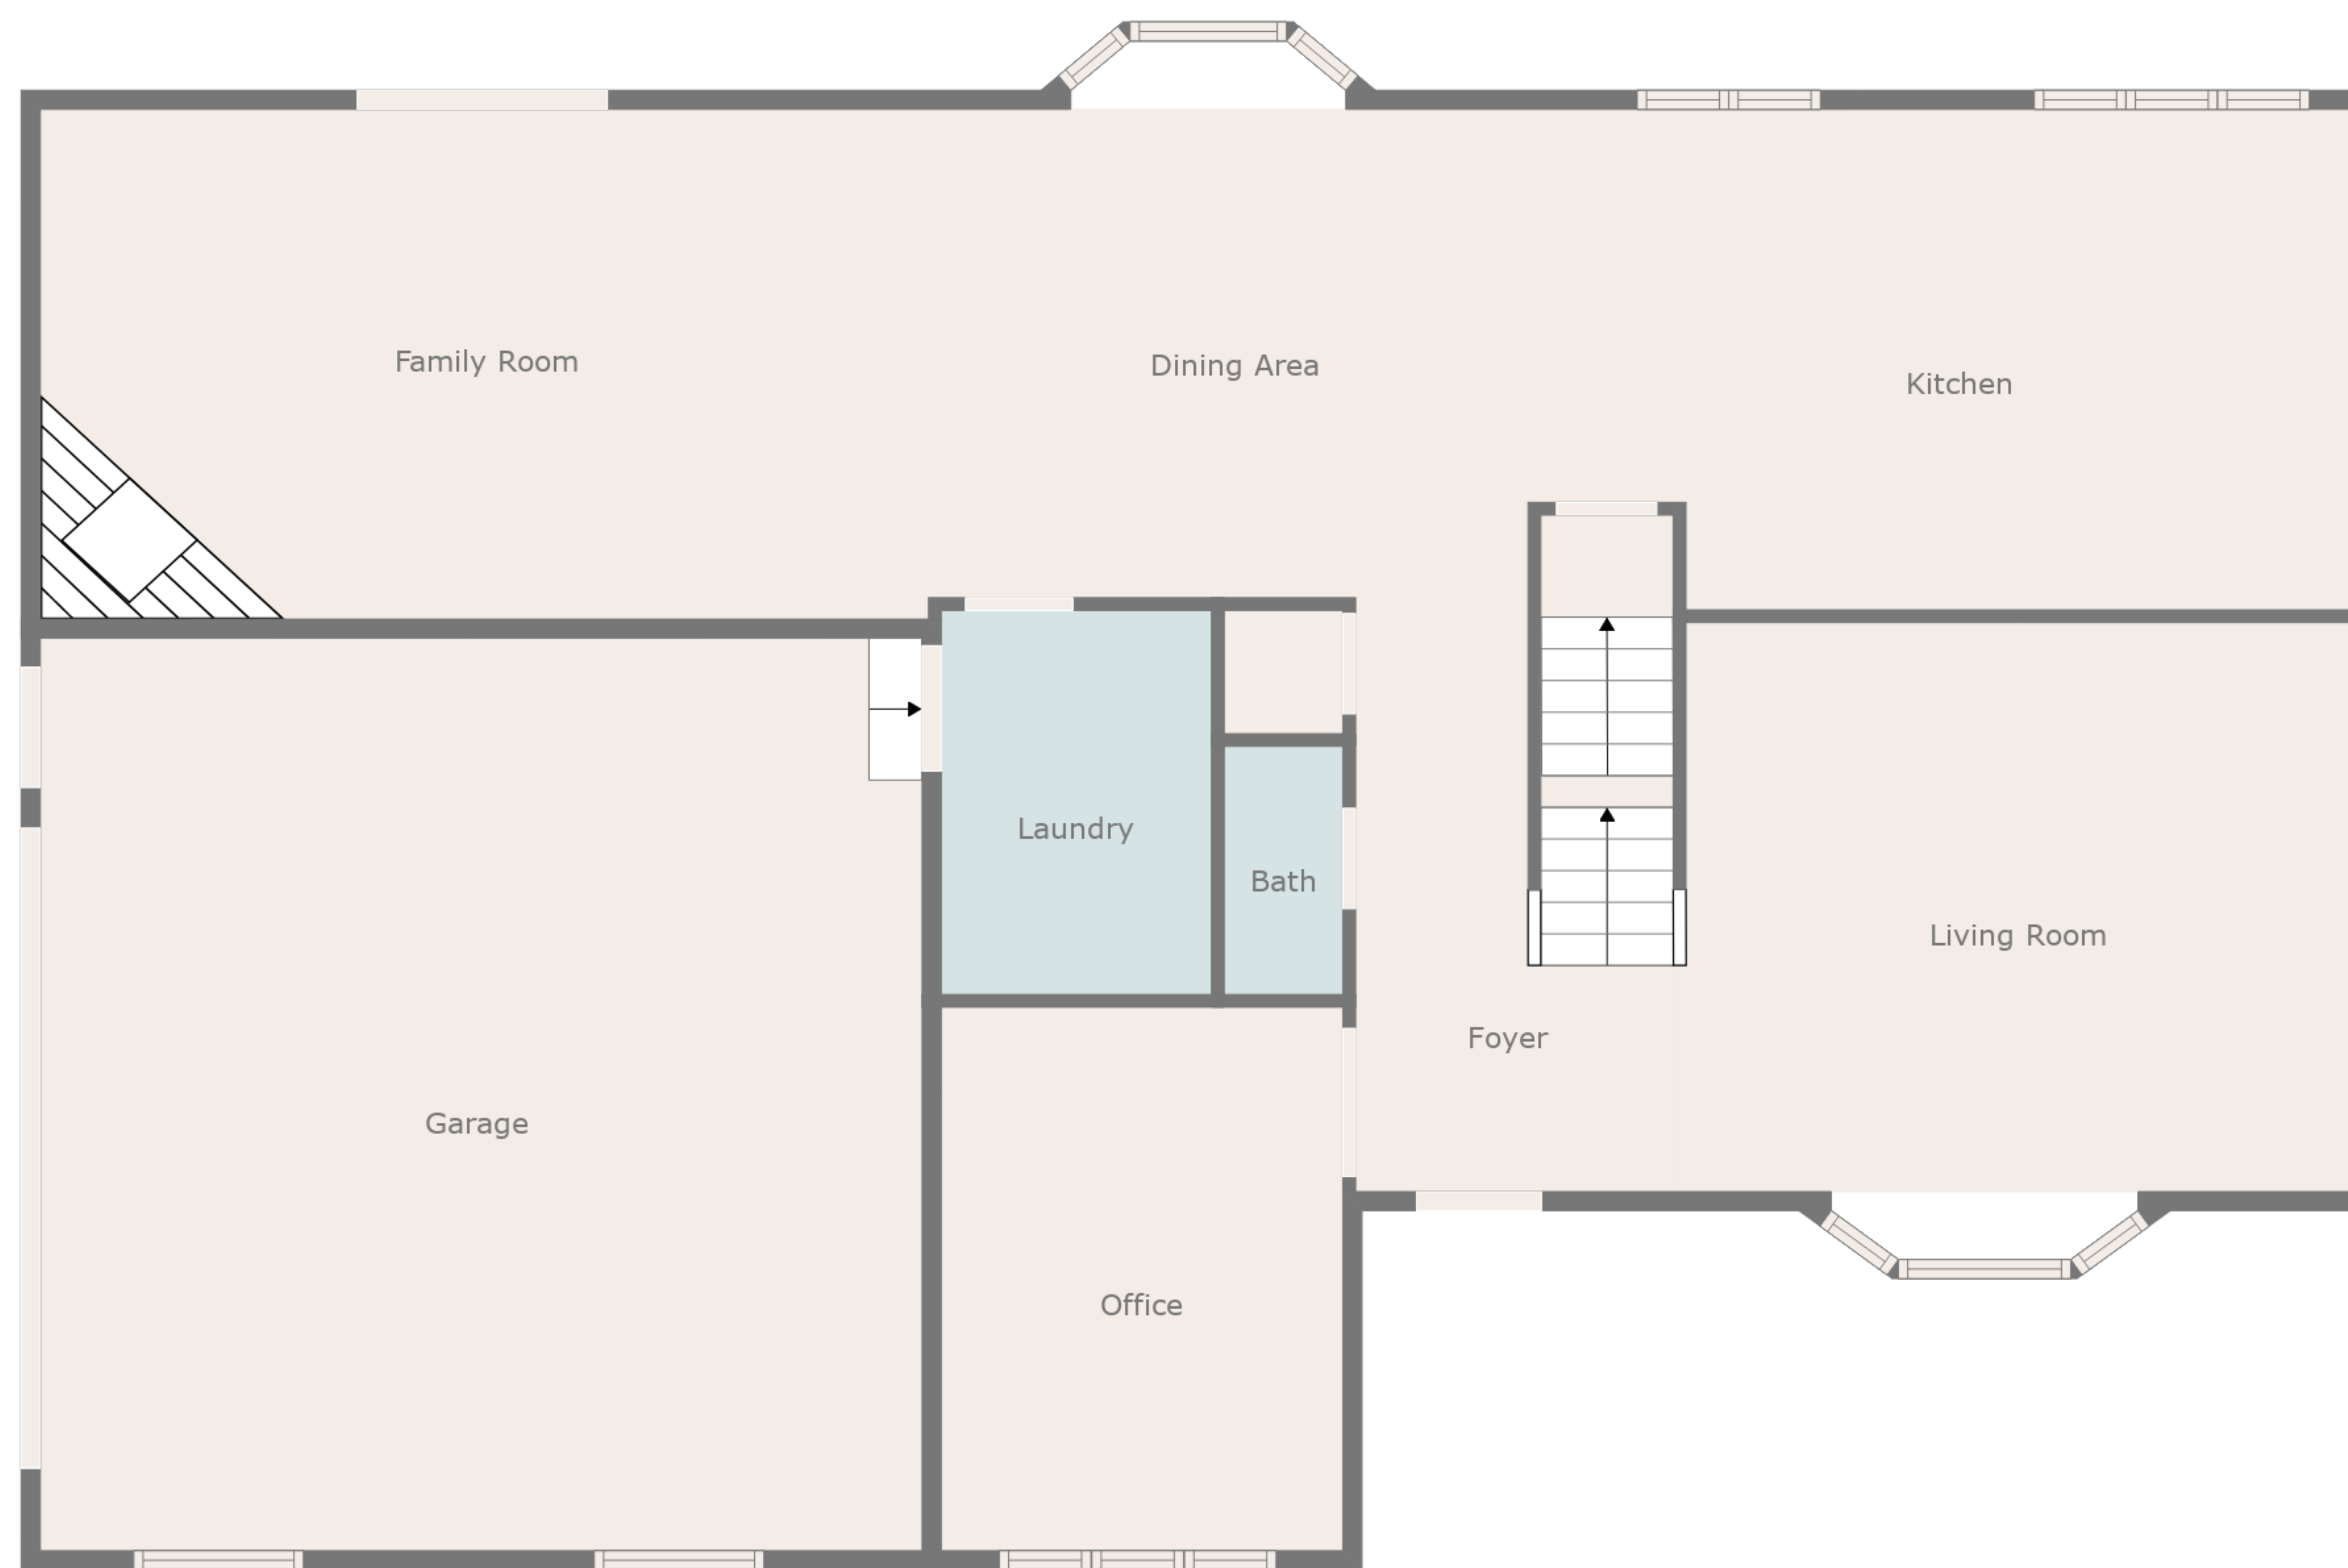 Family Room
Dining Area
Kitchen
Laundry
Bath
Living Room
Foyer
Garage
Office